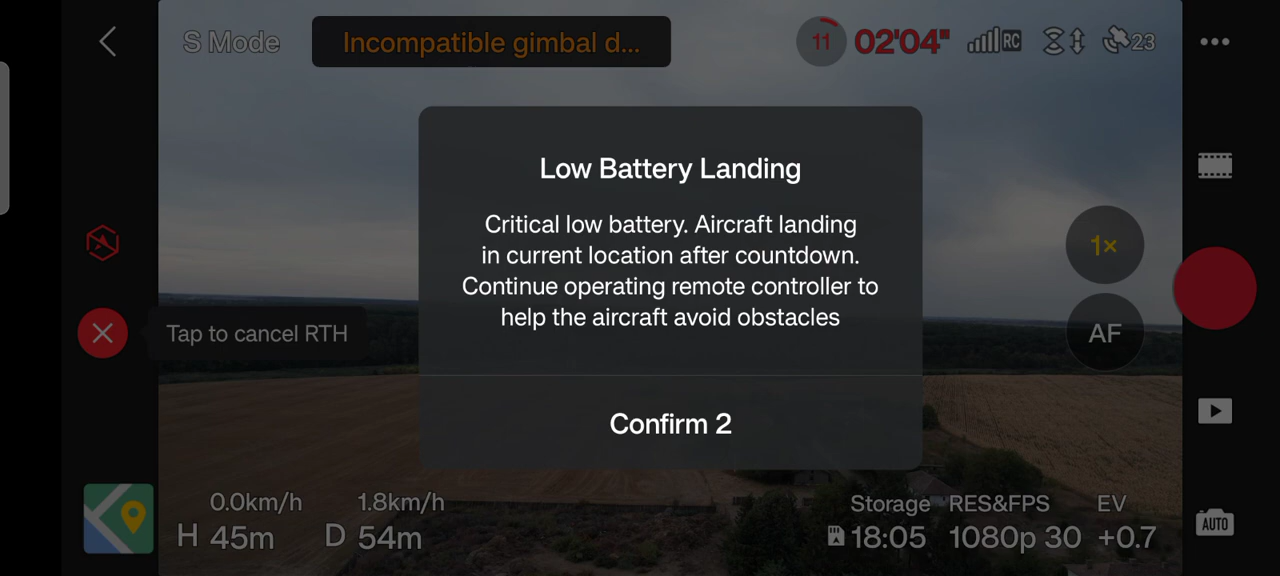 S Mode
Incompatible gimbal d...
11
02'04"
RC
23
Low Battery Landing
Critical low battery. Aircraft landing
in current location after countdown.
Continue operating remote controller to
help the aircraft avoid obstacles
Confirm 2
Tap to cancel RTH
1×
AF
0.0km/h
1.8km/h
H 45m
D 54m
Storage
RES&FPS
EV
18:05
1080p 30
+0.7
AUTO